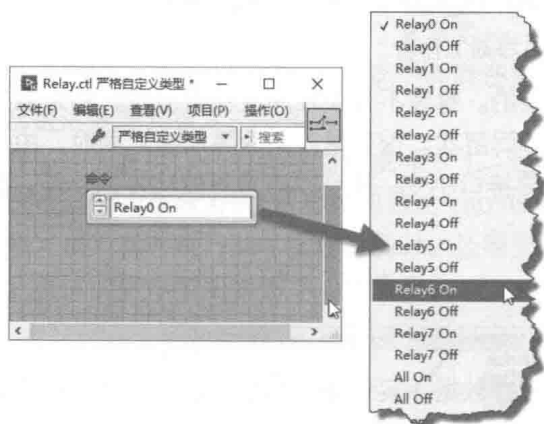 Relay.ctl 严格自定义类型 *
文件(F) 编辑(E) 查看(V) 项目(P) 操作(O)
严格自定义类型 搜索
Relay0 On
Relay0 On
Ralay0 Off
Relay1 On
Relay1 Off
Relay2 On
Relay2 Off
Relay3 On
Relay3 Off
Relay4 On
Relay4 Off
Relay5 On
Relay5 Off
Relay6 On
Relay6 Off
Relay7 On
Relay7 Off
All On
All Off